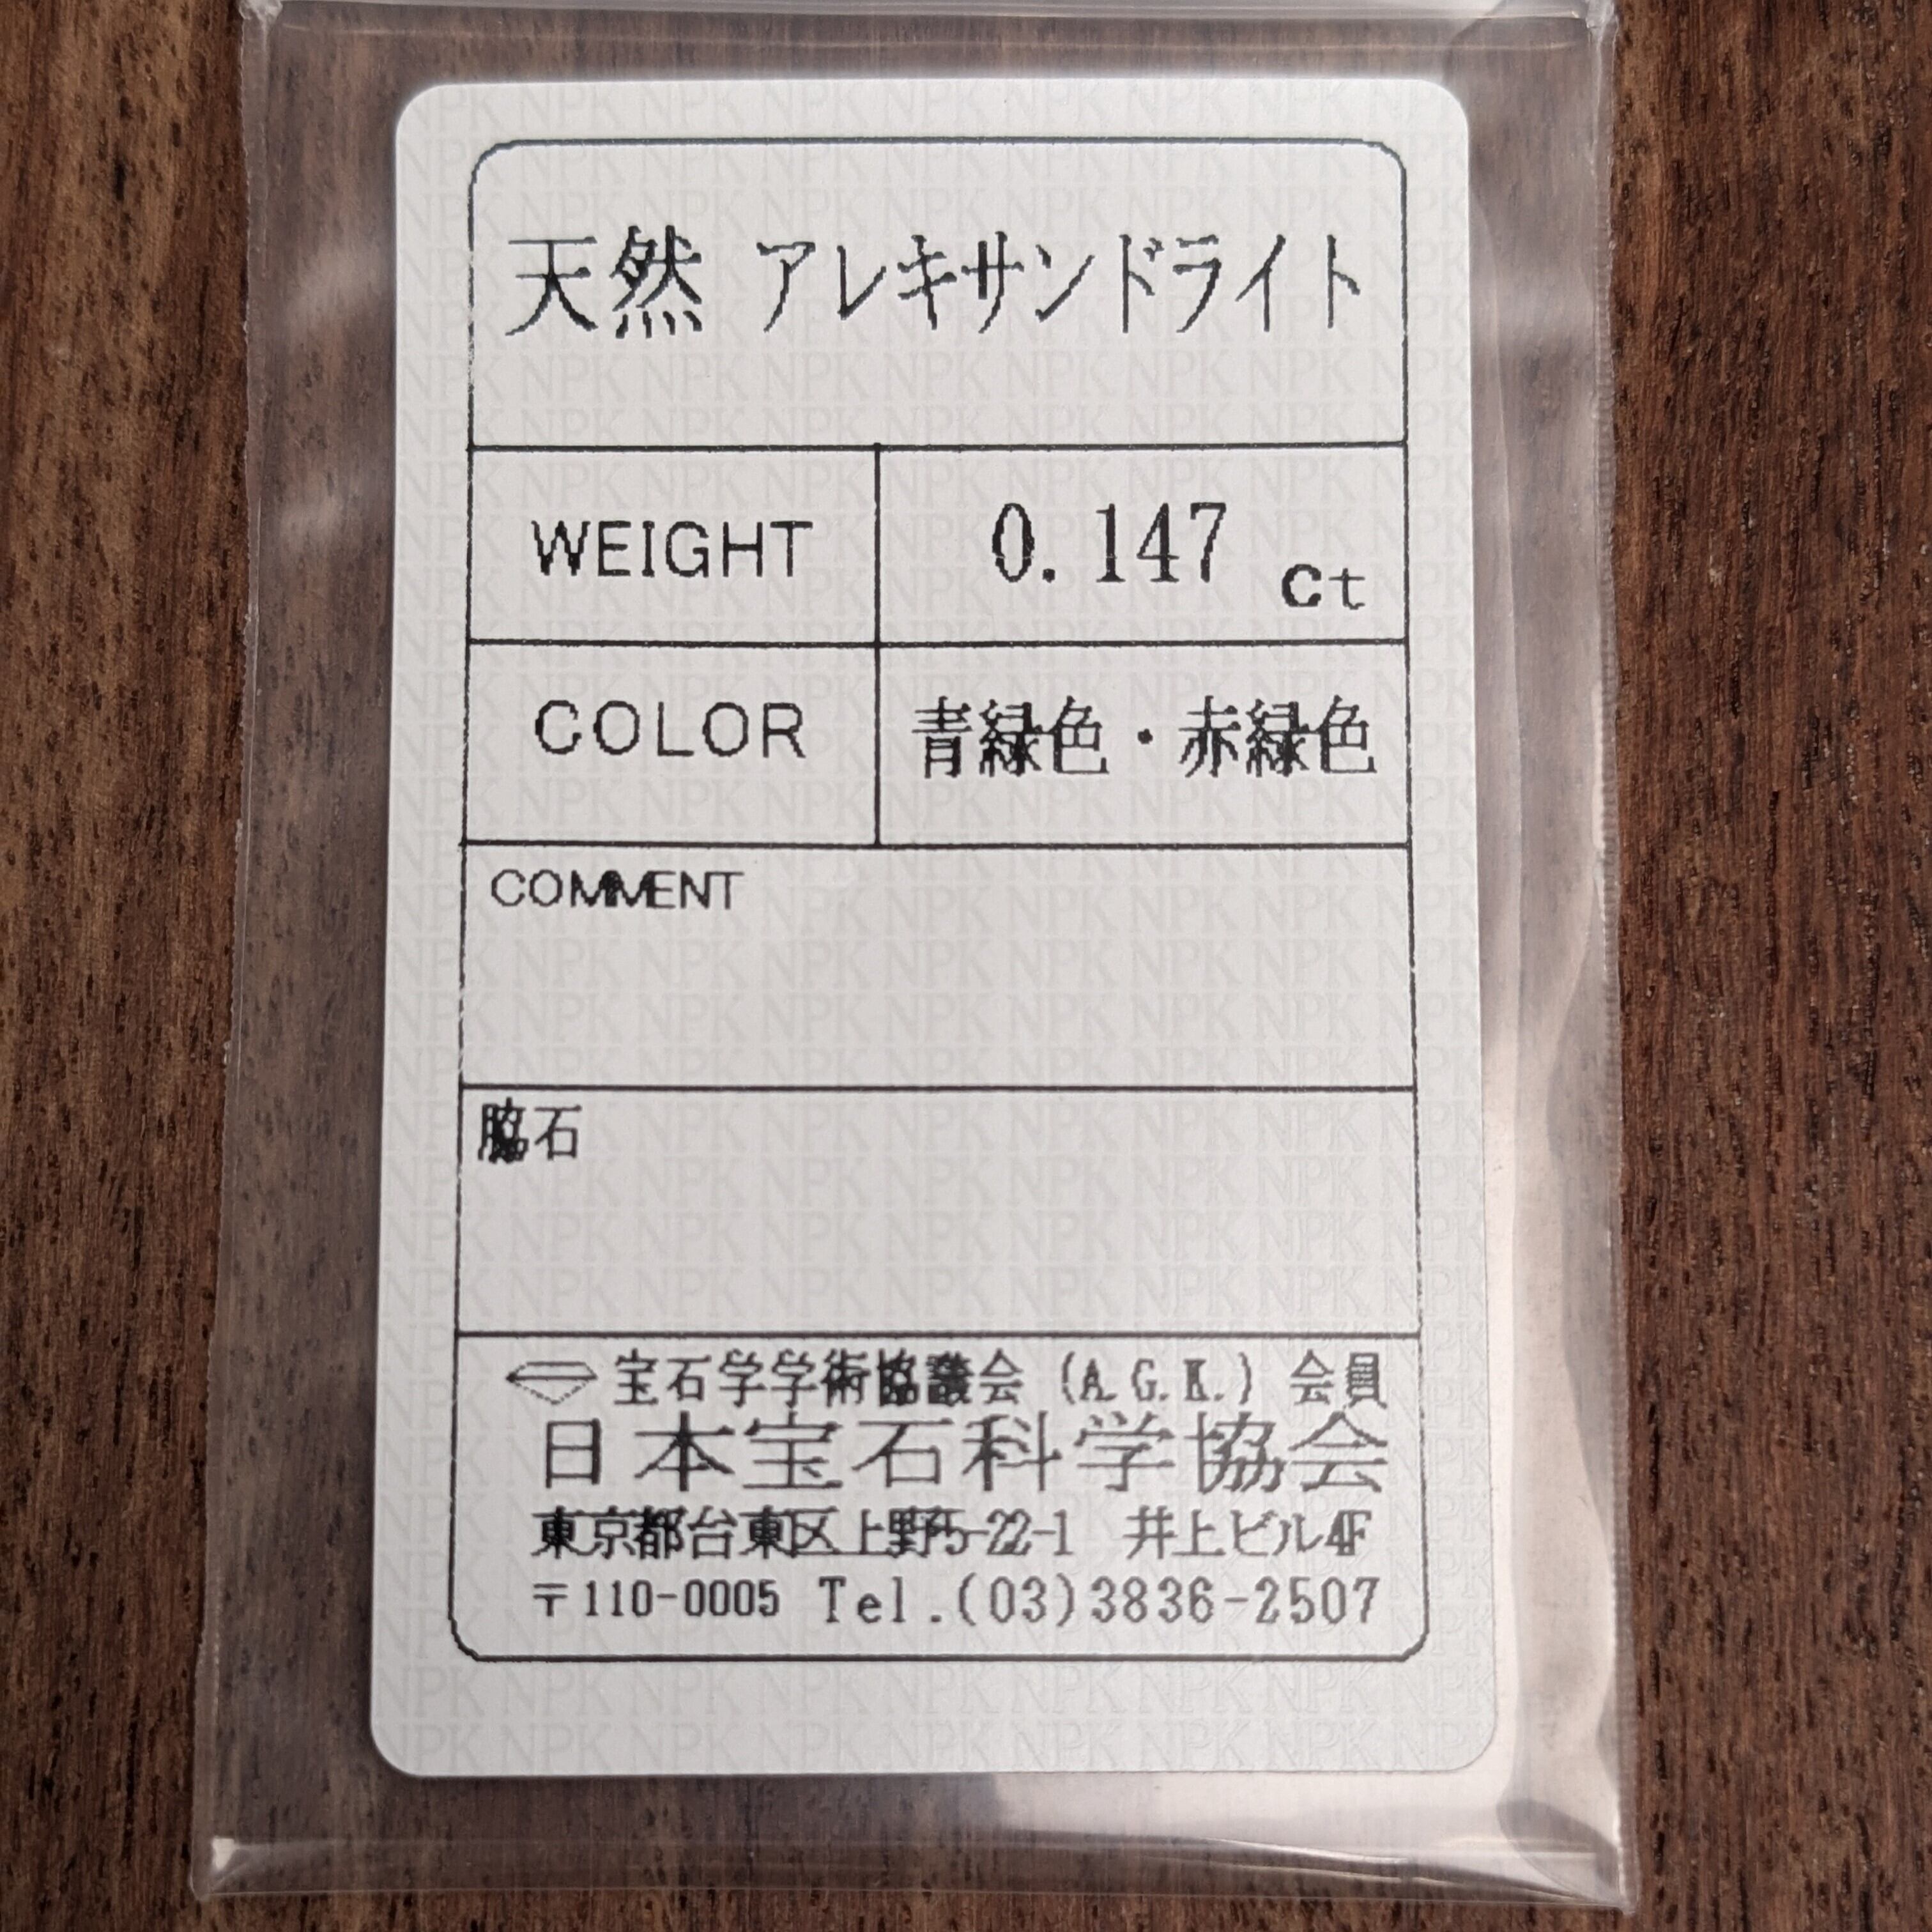 天然 アレキサンドライト
WEIGHT 0.147 ct
COLOR 青緑色・赤緑色
COMMENT
脇石
宝石学学術協議会 (A.G.K.) 会員
日本宝石科学協会
東京都台東区上野5-22-1 井上ビル4F
〒110-0005 Tel.(03)3836-2507